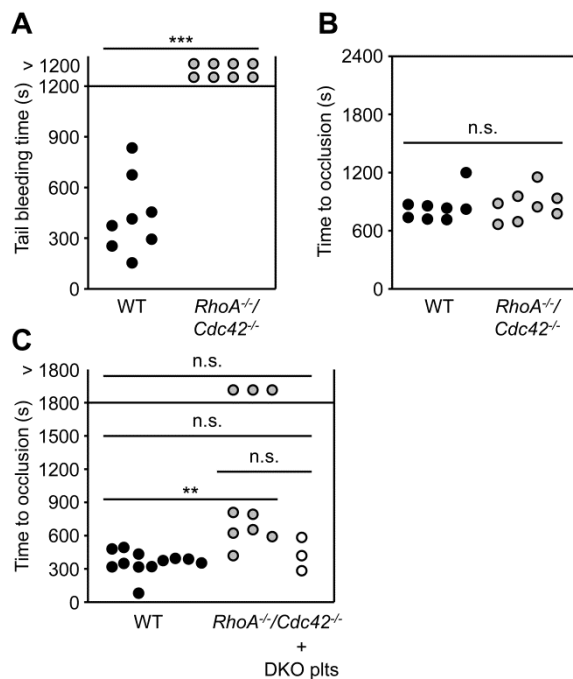 A
***
> 1200
1200
900
600
300
0
Tail bleeding time (s)
WT
RhoA-/-/
Cdc42-/-
B
2400
1800
1200
600
0
Time to occlusion (s)
n.s.
WT
RhoA-/-/
Cdc42-/-
C
n.s.
> 1800
1800
n.s.
1500
n.s.
900
**
600
300
0
Time to occlusion (s)
WT
RhoA-/-/Cdc42-/-
+
DKO plts